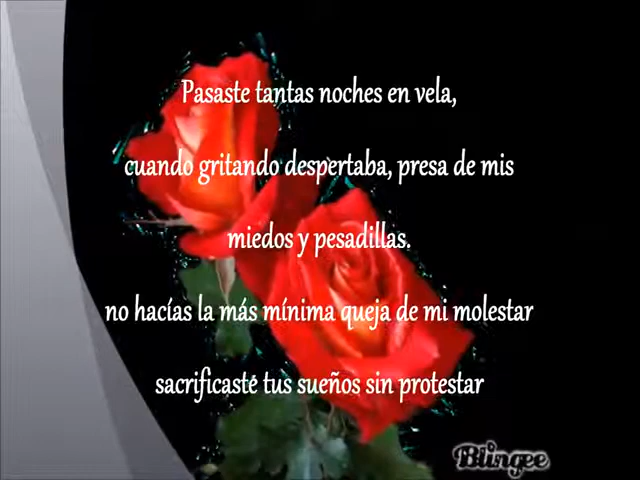 Pasaste tantas noches en vela,
cuando gritando despertaba, presa de mis
miedos y pesadillas.
no hacías la más mínima queja de mi molestar
sacrificasté tus sueños sin protestar
Blingee